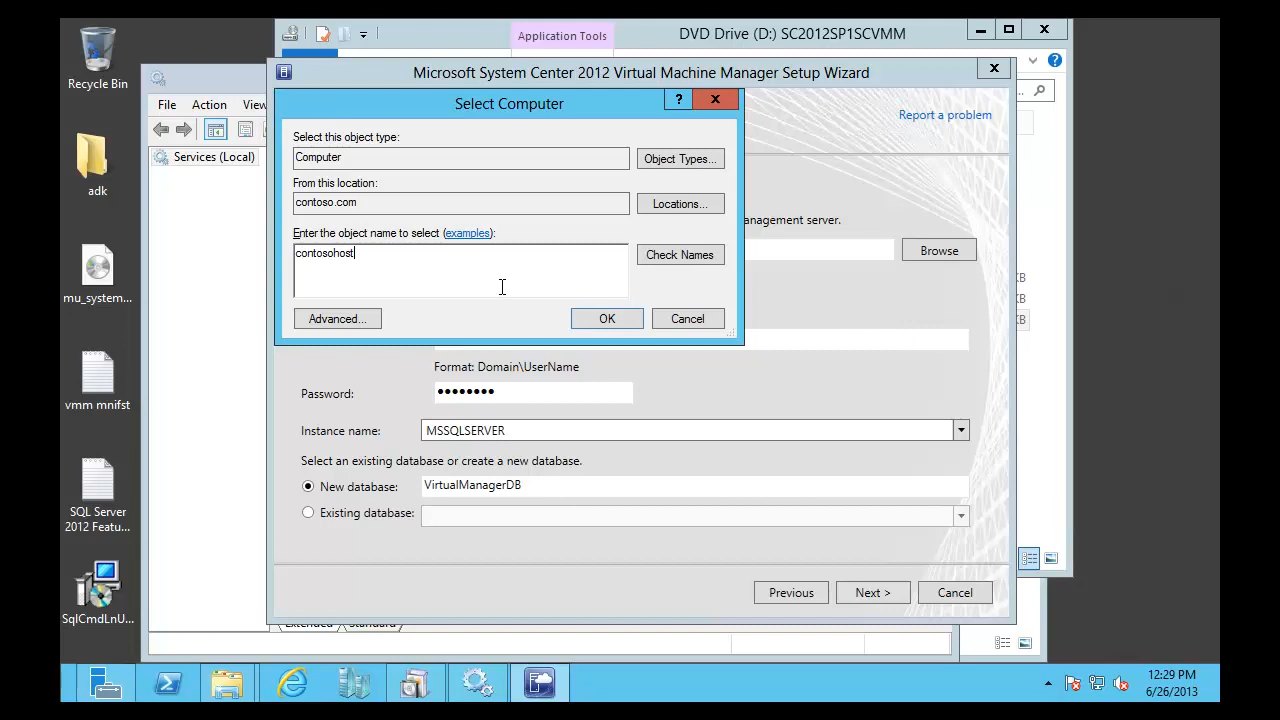 Recycle Bin
adk
mu_system...
vmm mnifst
SQL Server
2012 Featu...
SqlCmdLnU...
Application Tools
DVD Drive (D:) SC2012SP1SCVMM
File Action View
Services (Local)
Microsoft System Center 2012 Virtual Machine Manager Setup Wizard
Report a problem
Select Computer
Select this object type:
Computer
Object Types...
From this location:
contoso.com
Locations...
Enter the object name to select (examples):
contosohost
Check Names
Advanced...
OK
Cancel
anagement server.
Browse
Format: Domain\UserName
Password:
Instance name:
MSSQLSERVER
Select an existing database or create a new database.
New database:
VirtualManagerDB
Existing database:
Previous
Next >
Cancel
KB
KB
KB
Extended Standard
12:29 PM
6/26/2013